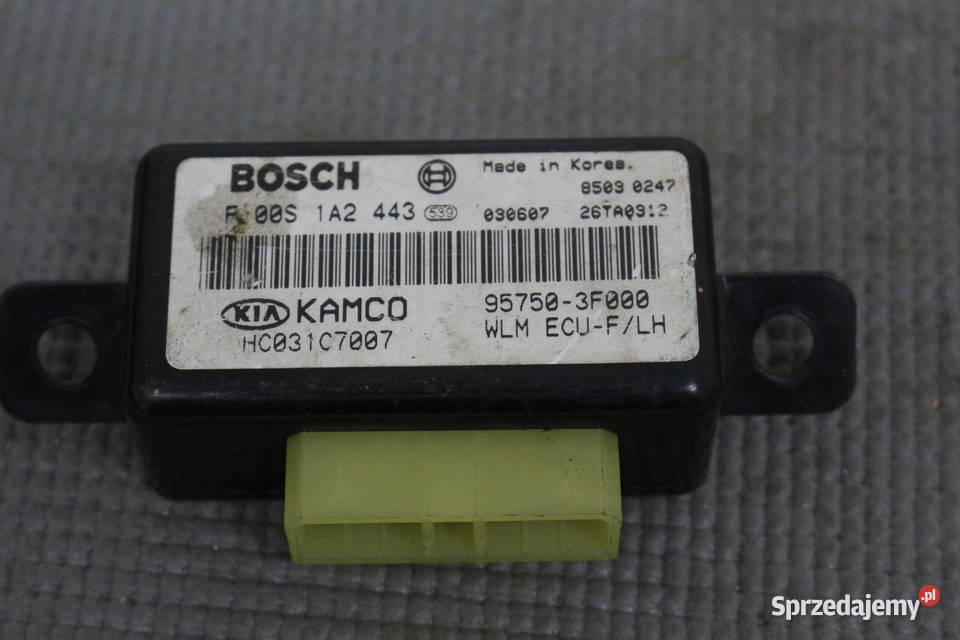 BOSCH Made in Korea.
8503 0247
F 00S 1A2 443 539 030607 26TA0312
KIA KAMCO 95750-3F000
HC031C7007 WLM ECU-F/LH
Sprzedajemy.pl